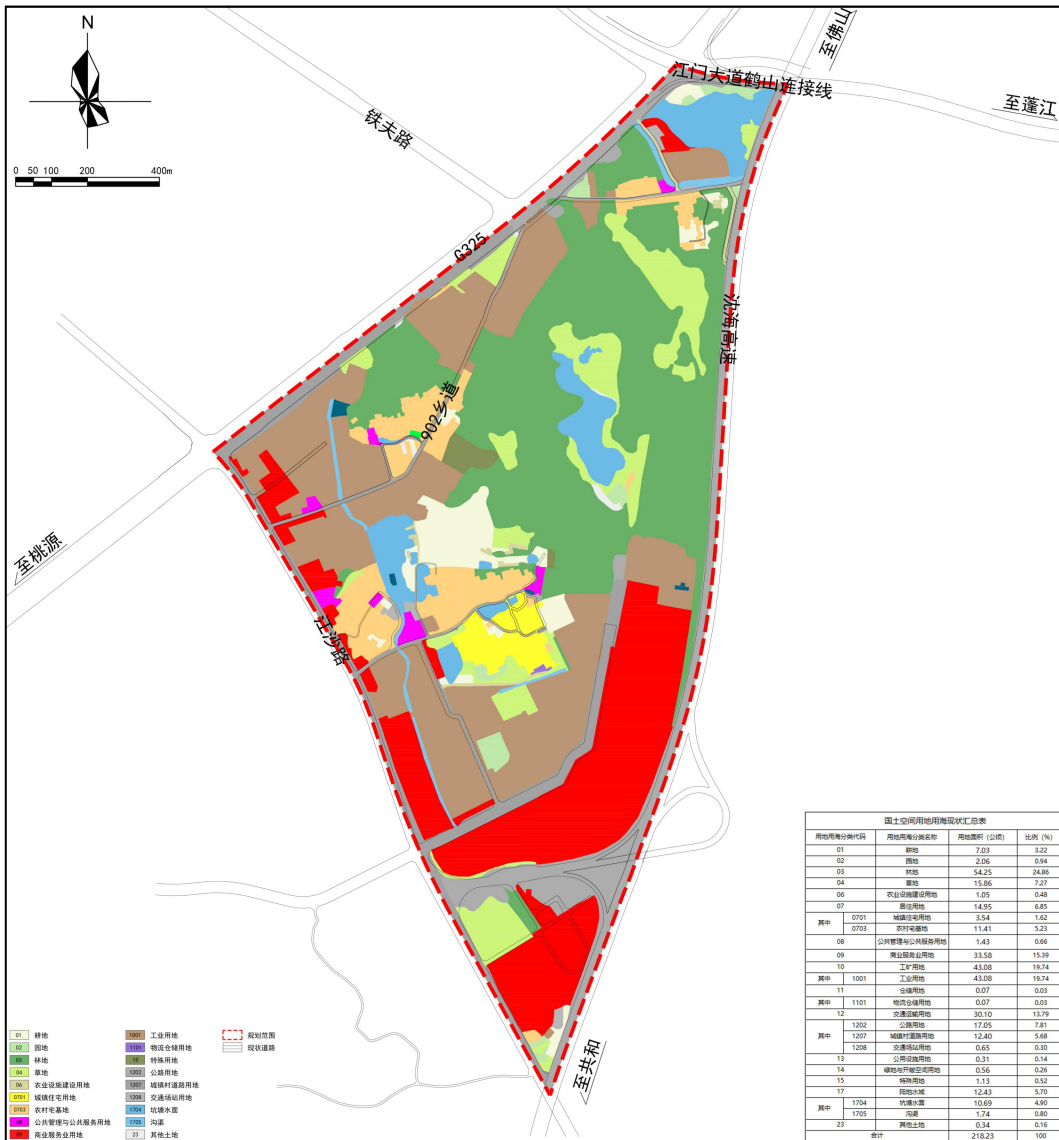 N
0 50 100 200 400m
江门大道鹤山连接线
至佛山
至蓬江
铁夫路
G325
沈海高速
902乡道
至桃源
江沙路
至共和
01 耕地
02 园地
03 林地
04 草地
06 农业设施建设用地
0701 城镇住宅用地
0703 农村宅基地
08 公共管理与公共服务用地
09 商业服务业用地
1001 工业用地
1101 物流仓储用地
15 特殊用地
1202 公路用地
1207 城镇村道路用地
1208 交通场站用地
1704 坑塘水面
1705 沟渠
23 其他土地
规划范围
现状道路
国土空间用地用海现状汇总表
用地用海分类代码 用地用海分类名称 用地面积（公顷） 比例（%）
01 耕地 7.03 3.22
02 园地 2.06 0.94
03 林地 54.25 24.86
04 草地 15.86 7.27
06 农业设施建设用地 1.05 0.48
07 居住用地 14.95 6.85
其中 0701 城镇住宅用地 3.54 1.62
0703 农村宅基地 11.41 5.23
08 公共管理与公共服务用地 1.43 0.66
09 商业服务业用地 33.58 15.39
10 工矿用地 43.08 19.74
其中 1001 工业用地 43.08 19.74
11 仓储用地 0.07 0.03
其中 1101 物流仓储用地 0.07 0.03
12 交通运输用地 30.10 13.79
其中 1202 公路用地 17.05 7.81
1207 城镇村道路用地 12.40 5.68
1208 交通场站用地 0.65 0.30
13 公用设施用地 0.31 0.14
14 绿地与开敞空间用地 0.56 0.26
15 特殊用地 1.13 0.52
17 陆地水域 12.43 5.70
其中 1704 坑塘水面 10.69 4.90
1705 沟渠 1.74 0.80
23 其他土地 0.34 0.16
合计 218.23 100